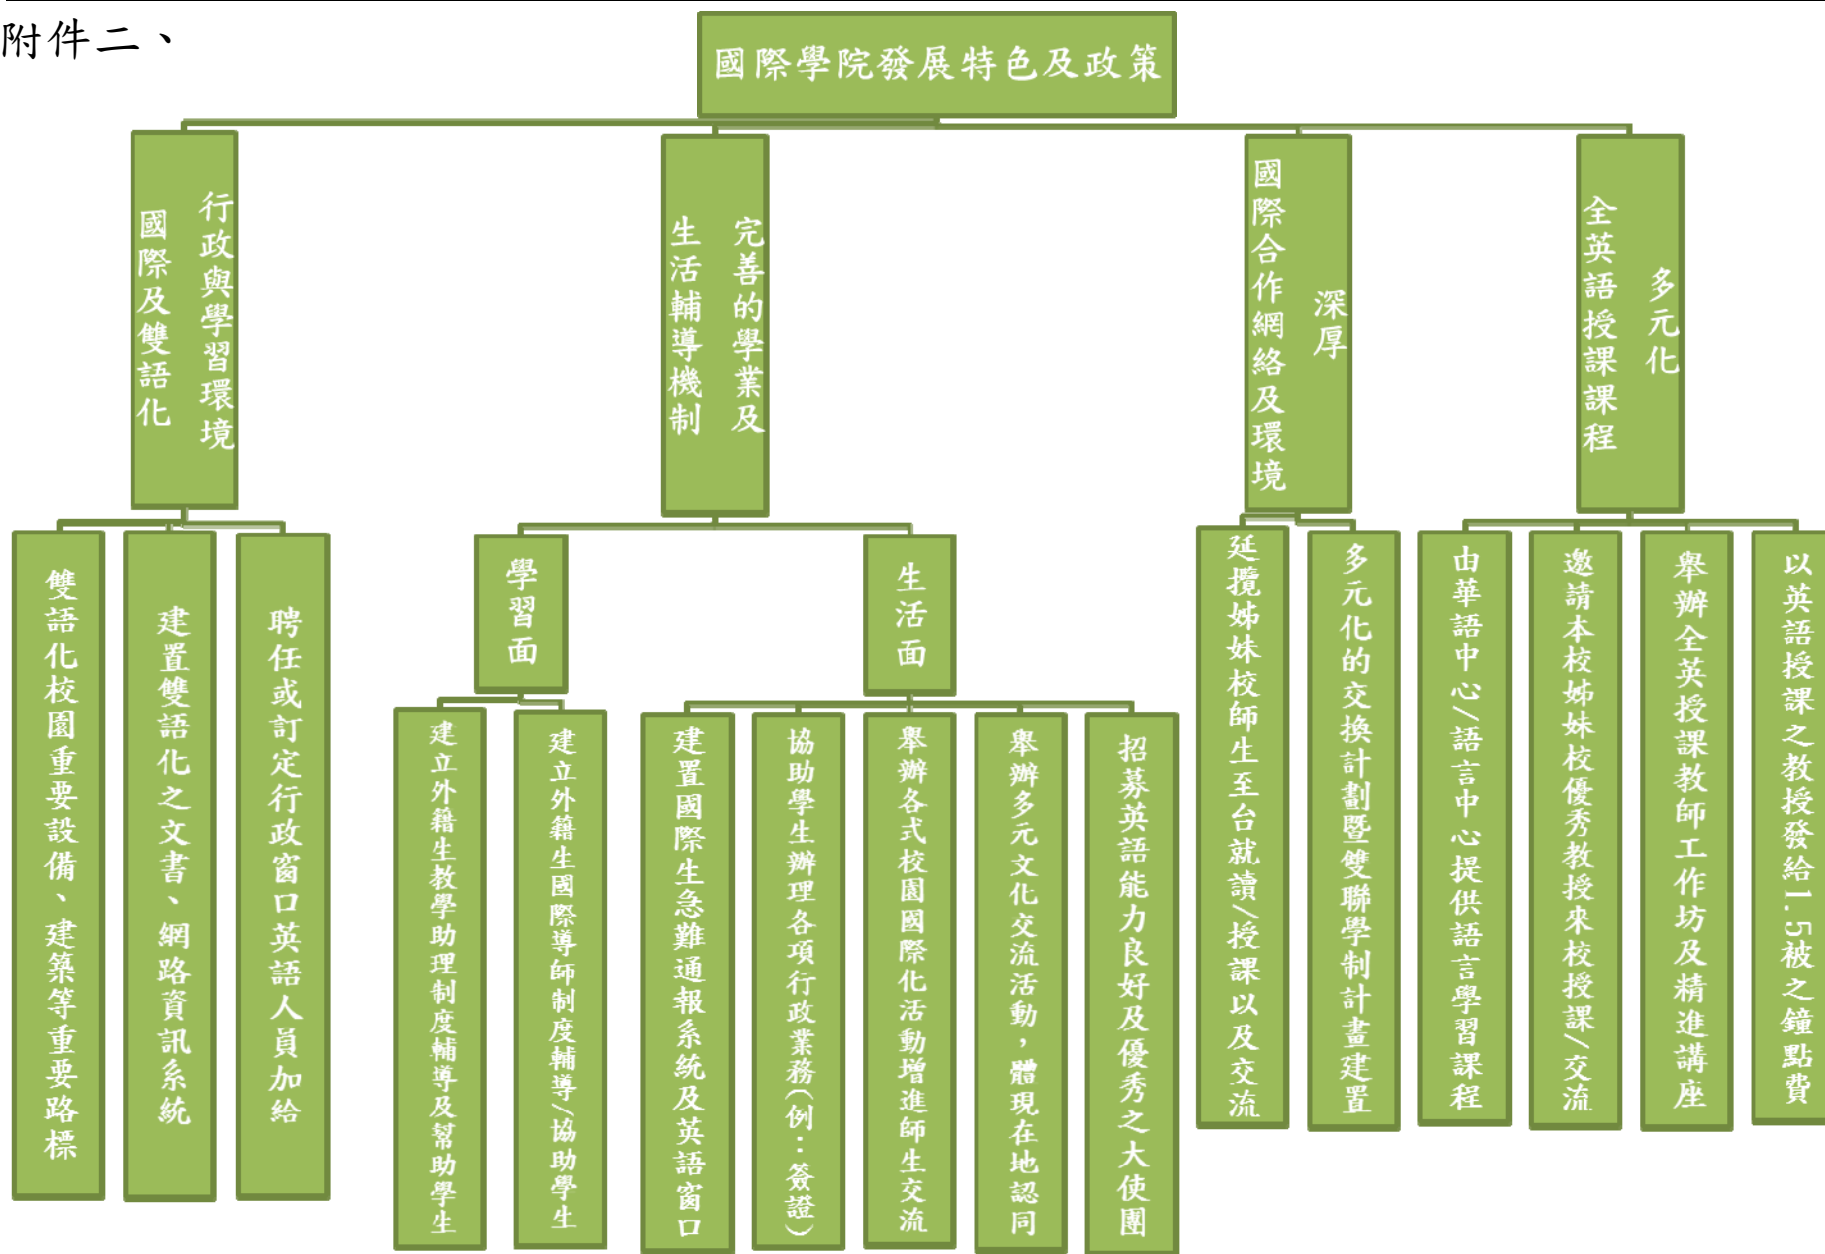 附件二、
國際學院發展特色及政策
行政與學習環境
國際及雙語化
完善的學業及
生活輔導機制
深厚
國際合作網絡及環境
多元化
全英語授課課程
雙語化校園重要設備、建築等重要路標
建置雙語化之文書、網路資訊系統
聘任或訂定行政窗口英語人員加給
學習面
生活面
建立外籍生教學助理制度輔導及幫助學生
建立外籍生國際導師制度輔導/協助學生
建置國際生急難通報系統及英語窗口
協助學生辦理各項行政業務(例：簽證)
舉辦各式校園國際化活動增進師生交流
舉辦多元文化交流活動，體現在地認同
招募英語能力良好及優秀之大使團
延攬姊妹校師生至台就讀/授課以及交流
多元化的交換計劃暨雙聯學制計畫建置
由華語中心/語言中心提供語言學習課程
邀請本校姊妹校優秀教授來校授課/交流
舉辦全英授課教師工作坊及精進講座
以英語授課之教授發給1.5被之鐘點費